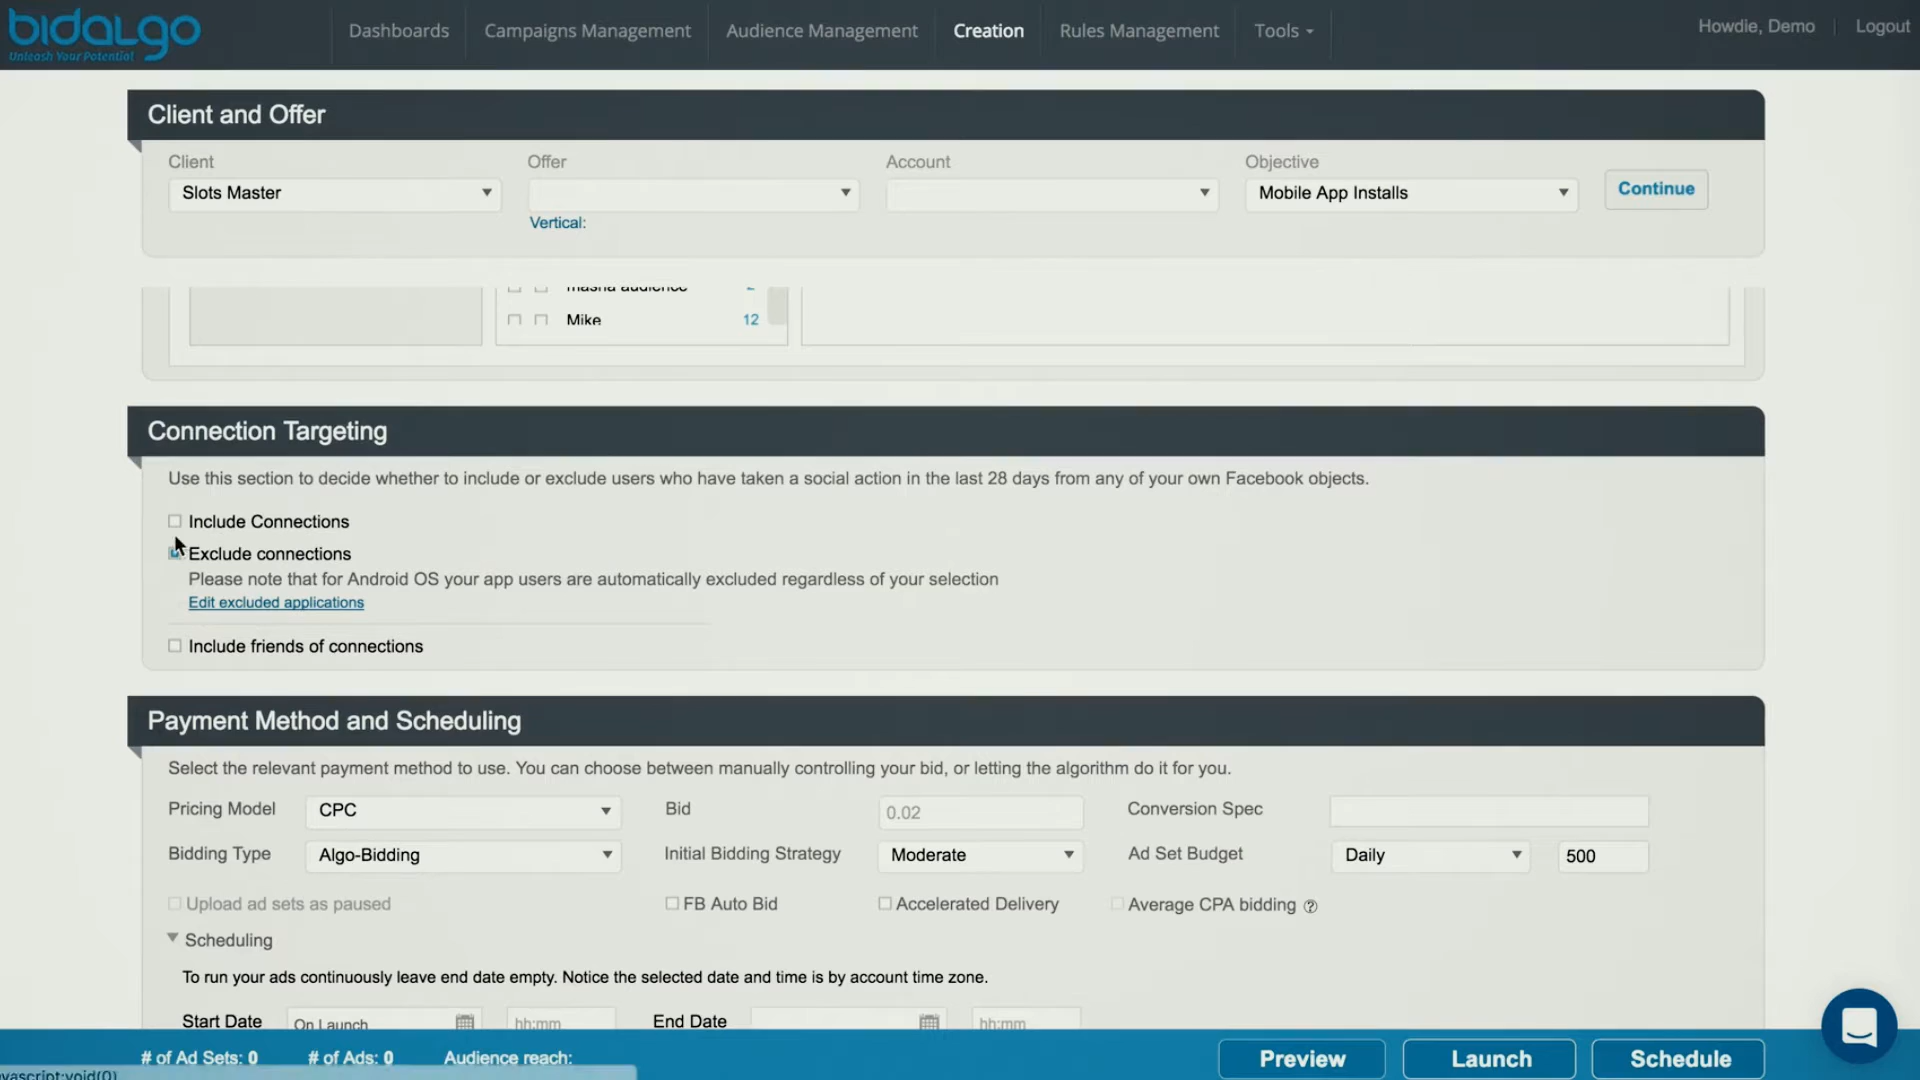 bidalgo
Unleash Your Potential
Dashboards
Campaigns Management
Audience Management
Creation
Rules Management
Tools
Howdie, Demo
Logout
Client and Offer
Client
Offer
Account
Objective
Slots Master
Mobile App Installs
Continue
Vertical:
masha audience
Mike
12
Connection Targeting
Use this section to decide whether to include or exclude users who have taken a social action in the last 28 days from any of your own Facebook objects.
Include Connections
Exclude connections
Please note that for Android OS your app users are automatically excluded regardless of your selection
Edit excluded applications
Include friends of connections
Payment Method and Scheduling
Select the relevant payment method to use. You can choose between manually controlling your bid, or letting the algorithm do it for you.
Pricing Model
CPC
Bid
0.02
Conversion Spec
Bidding Type
Algo-Bidding
Initial Bidding Strategy
Moderate
Ad Set Budget
Daily
500
Upload ad sets as paused
FB Auto Bid
Accelerated Delivery
Average CPA bidding ?
Scheduling
To run your ads continuously leave end date empty. Notice the selected date and time is by account time zone.
Start Date
On Launch
hh:mm
End Date
hh:mm
# of Ad Sets: 0
# of Ads: 0
Audience reach:
Preview
Launch
Schedule
vascript:void(0)